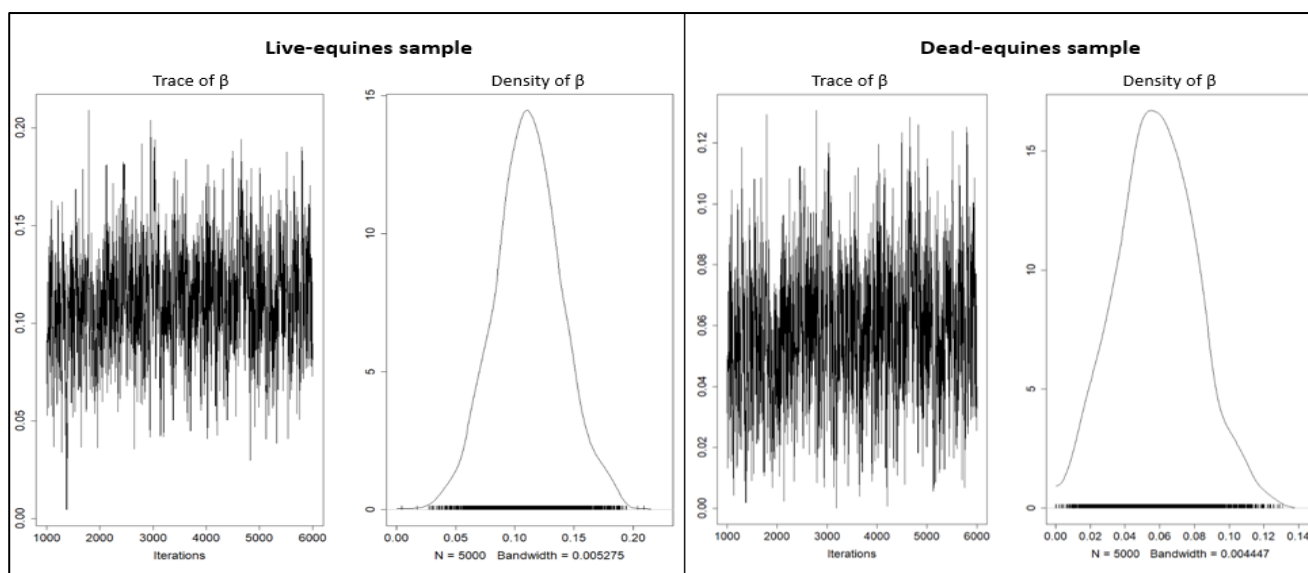 Live-equines sample
Trace of β
0.20
0.15
0.10
0.05
0.00
1000 2000 3000 4000 5000 6000
Iterations
Density of β
15
10
5
0
0.00 0.05 0.10 0.15 0.20
N = 5000 Bandwidth = 0.005275
Dead-equines sample
Trace of β
0.12
0.10
0.08
0.06
0.04
0.02
0.00
1000 2000 3000 4000 5000 6000
Iterations
Density of β
15
10
5
0
0.00 0.02 0.04 0.06 0.08 0.10 0.12 0.14
N = 5000 Bandwidth = 0.004447